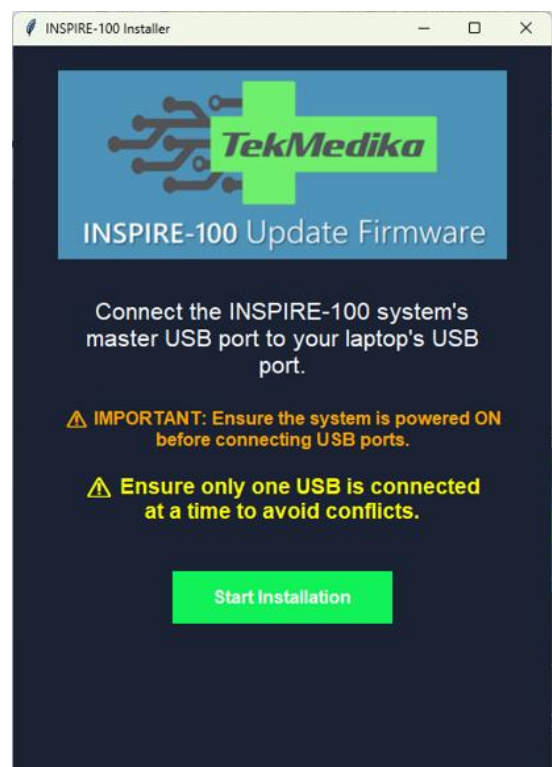 INSPIRE-100 Installer
TekMedika
INSPIRE-100 Update Firmware
Connect the INSPIRE-100 system's
master USB port to your laptop's USB
port.
⚠ IMPORTANT: Ensure the system is powered ON
before connecting USB ports.
⚠ Ensure only one USB is connected
at a time to avoid conflicts.
Start Installation